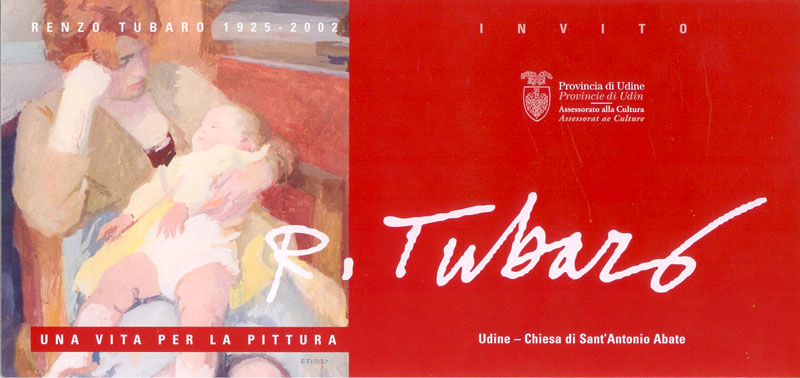 RENZO TUBARO 1925-2002
INVITO
Provincia di Udine
Provincie di Udin
Assessorato alla Cultura
Assessorat ae Culture
R. Tubaro
UNA VITA PER LA PITTURA
R.TUBARO
Udine – Chiesa di Sant'Antonio Abate